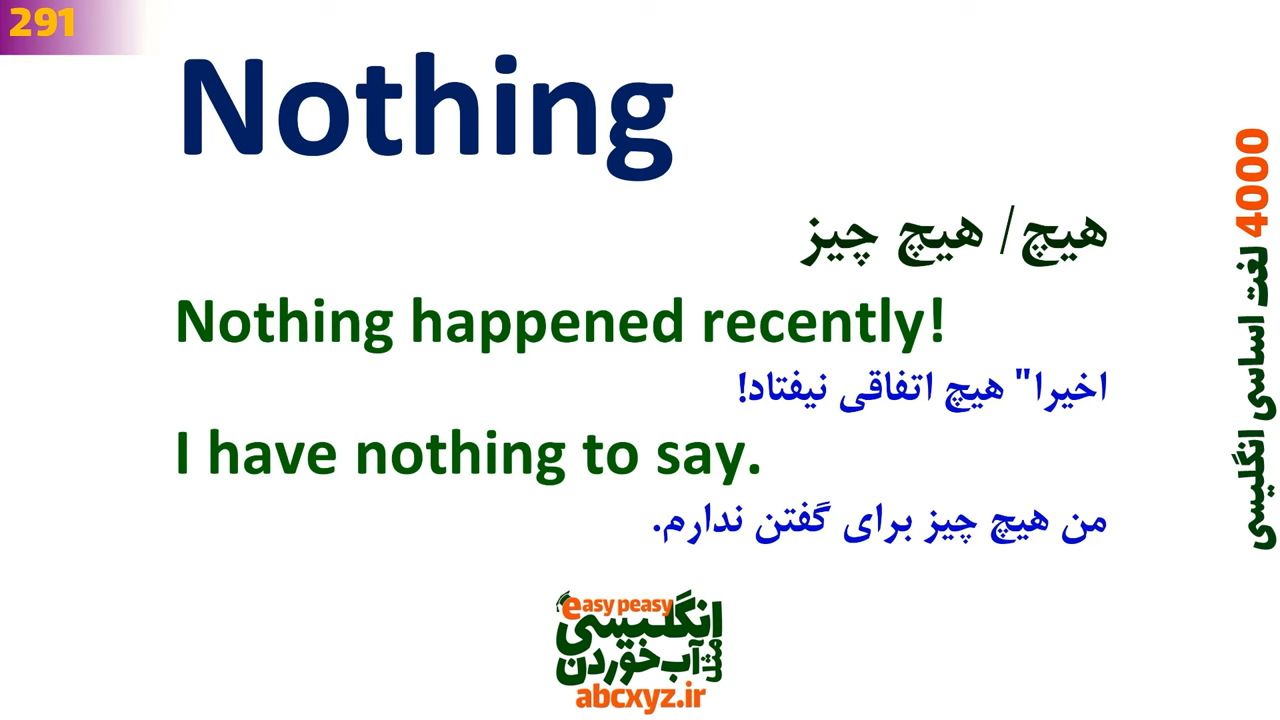 291
Nothing
هیچ/ هیچ چیز
Nothing happened recently!
اخیرا" هیچ اتفاقی نیفتاد!
I have nothing to say.
من هیچ چیز برای گفتن ندارم.
4000 لغت اساسی انگلیسی
easy peasy
انگلیسی
مثل آب خوردن
abcxyz.ir